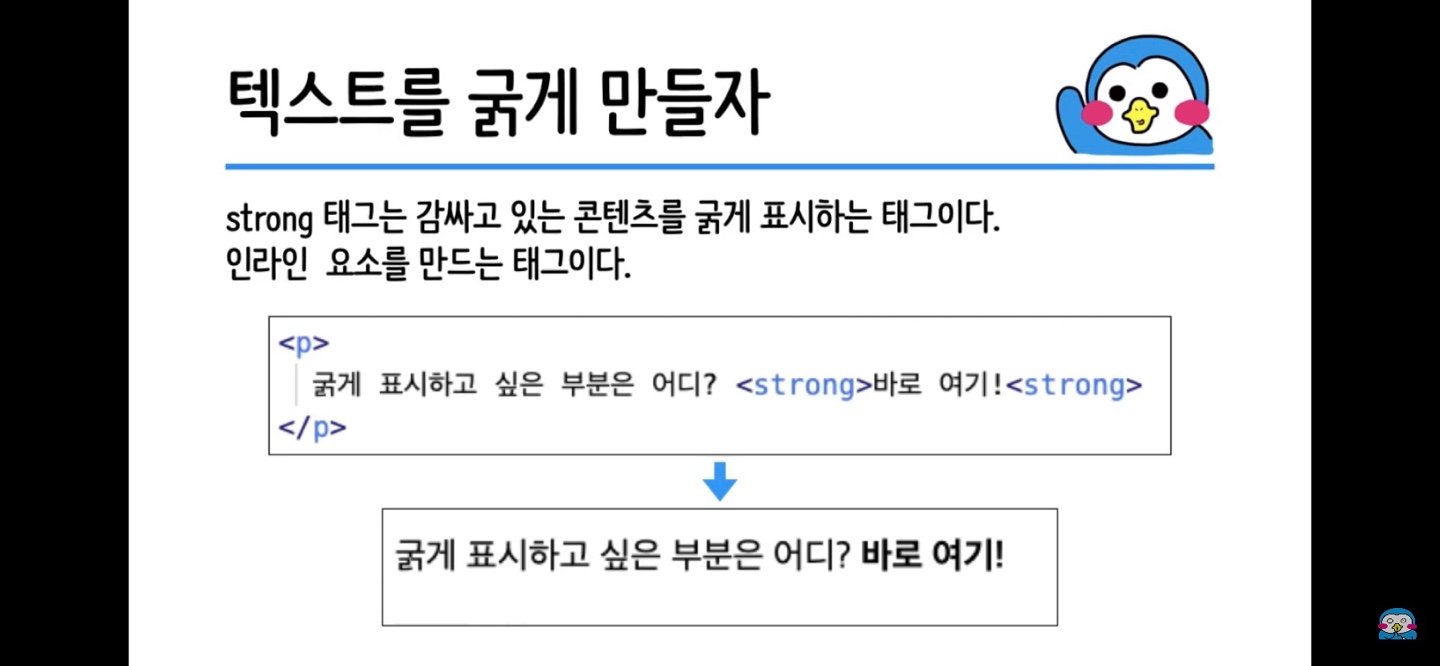 텍스트를 굵게 만들자
strong 태그는 감싸고 있는 콘텐츠를 굵게 표시하는 태그이다.
인라인 요소를 만드는 태그이다.
<p>
굵게 표시하고 싶은 부분은 어디? <strong>바로 여기!<strong>
</p>
굵게 표시하고 싶은 부분은 어디? 바로 여기!